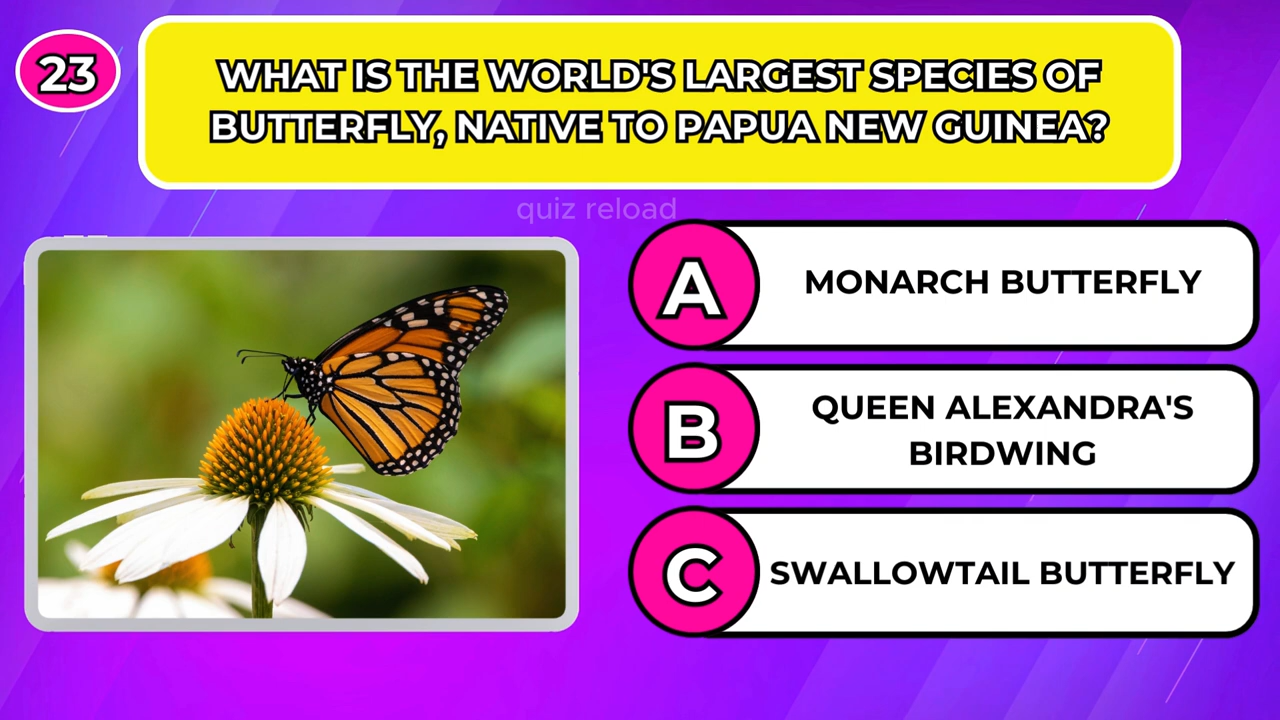 23
WHAT IS THE WORLD'S LARGEST SPECIES OF
BUTTERFLY, NATIVE TO PAPUA NEW GUINEA?
quiz reload
A
MONARCH BUTTERFLY
B
QUEEN ALEXANDRA'S
BIRDWING
C
SWALLOWTAIL BUTTERFLY